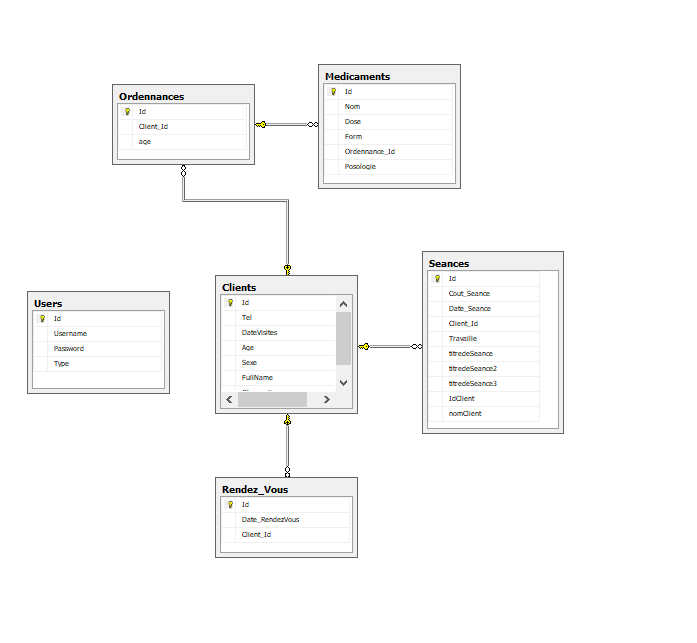 Medicaments
Id
Nom
Dose
Form
Ordennance_Id
Posologie
Ordennances
Id
Client_Id
age
Seances
Id
Cout_Seance
Date_Seance
Client_Id
Travaille
titredeSeance
titredeSeance2
titredeSeance3
IdClient
nomClient
Clients
Id
Tel
DateVisites
Age
Sexe
FullName
Users
Id
Username
Password
Type
Rendez_Vous
Id
Date_RendezVous
Client_Id